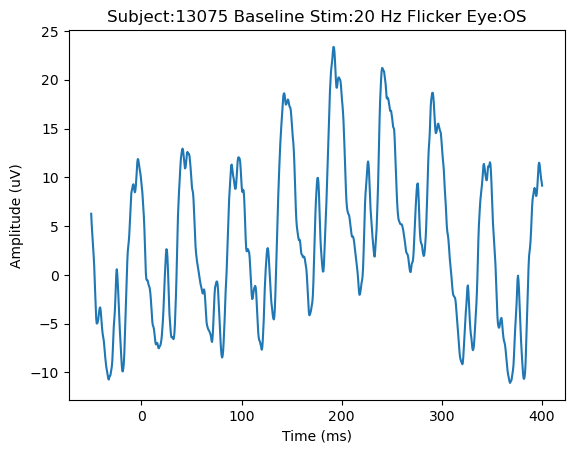 Subject:13075 Baseline Stim:20 Hz Flicker Eye:OS
25
20
15
10
5
0
−5
−10
Amplitude (uV)
0 100 200 300 400
Time (ms)